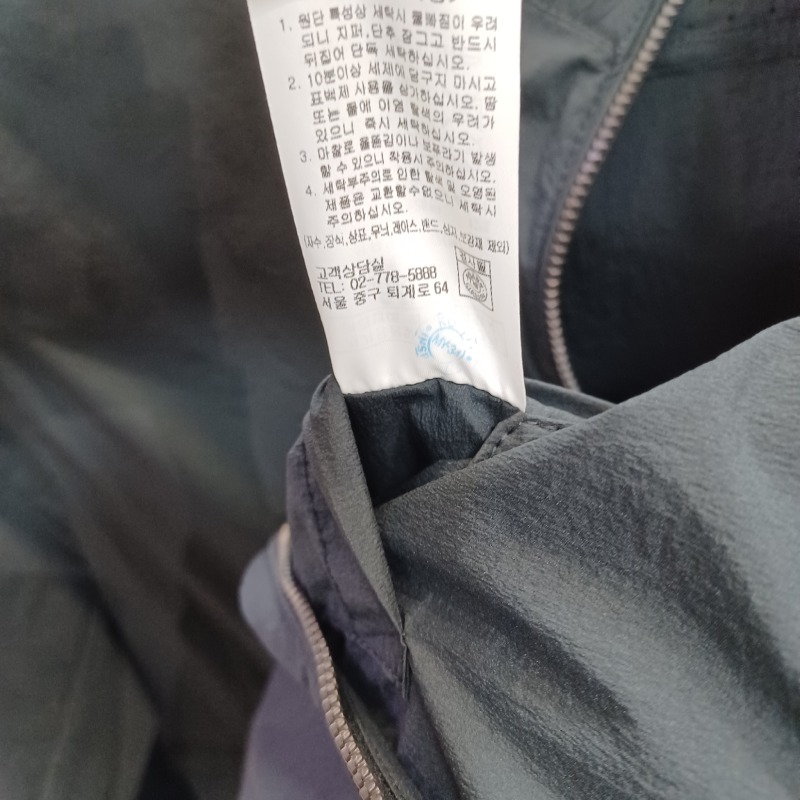 1. 원단 특성상 세탁시 물빠짐이 우려
되니 지퍼,단추 잠그고 반드시
뒤집어 단독 세탁하십시오.
2. 10분이상 세제에 담구지 마시고
표백제 사용을 삼가하십시오. 땀
또는 물에 이염 탈색의 우려가
있으니 즉시 세탁하십시오.
3. 마찰로 올뜯김이나 보푸라기 발생
할 수 있으니 착용시 주의하십시오.
4. 세탁부주의로 인한 탈색 및 오염된
제품은 교환할수없으니 세탁시
주의하십시오.
(자수,장식,상표,무늬,레이스,밴드,심지,보강재 제외)
고객상담실
TEL: 02-778-5888
서울 중구 퇴계로 64